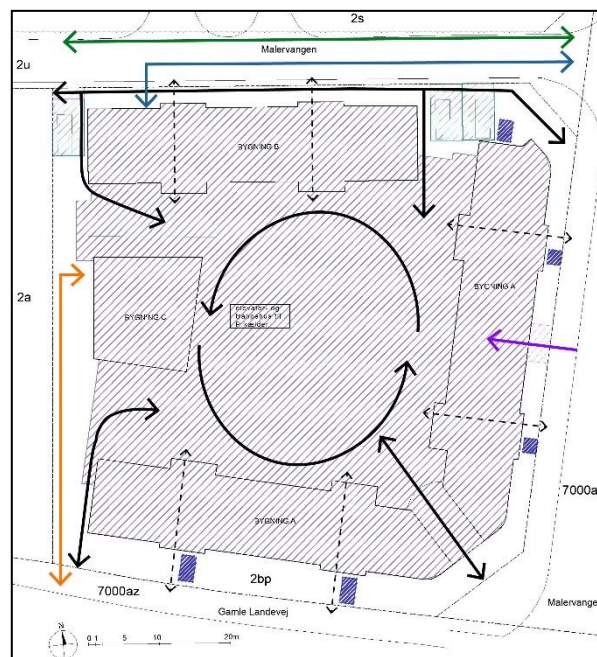 2s
Malervangen
2u
BYGNING B
BYGNING A
2a
elevator- og
trappehus til
P.kælder
BYGNING C
7000a
BYGNING A
2bp
7000az
Malervange
Gamle Landevej
N
0 1 5 10 20m